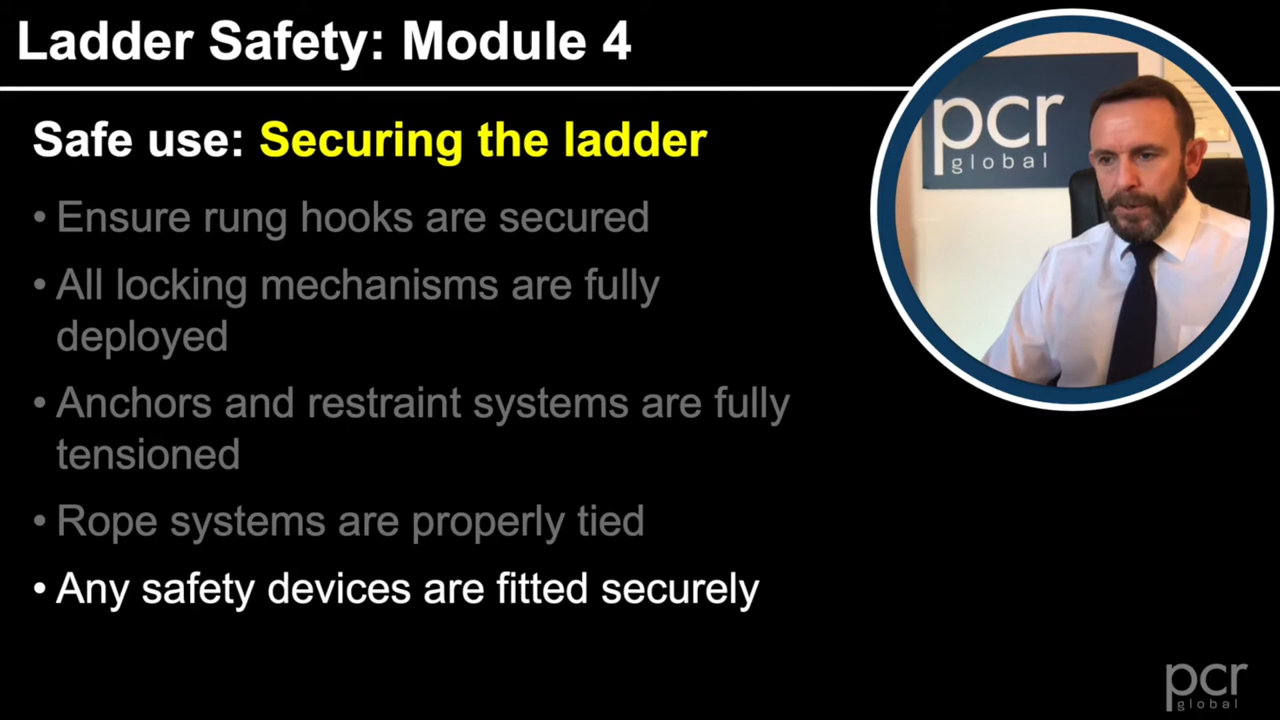 Ladder Safety: Module 4
Safe use: Securing the ladder
• Ensure rung hooks are secured
• All locking mechanisms are fully
deployed
• Anchors and restraint systems are fully
tensioned
• Rope systems are properly tied
• Any safety devices are fitted securely
pcr
global
pcr
global